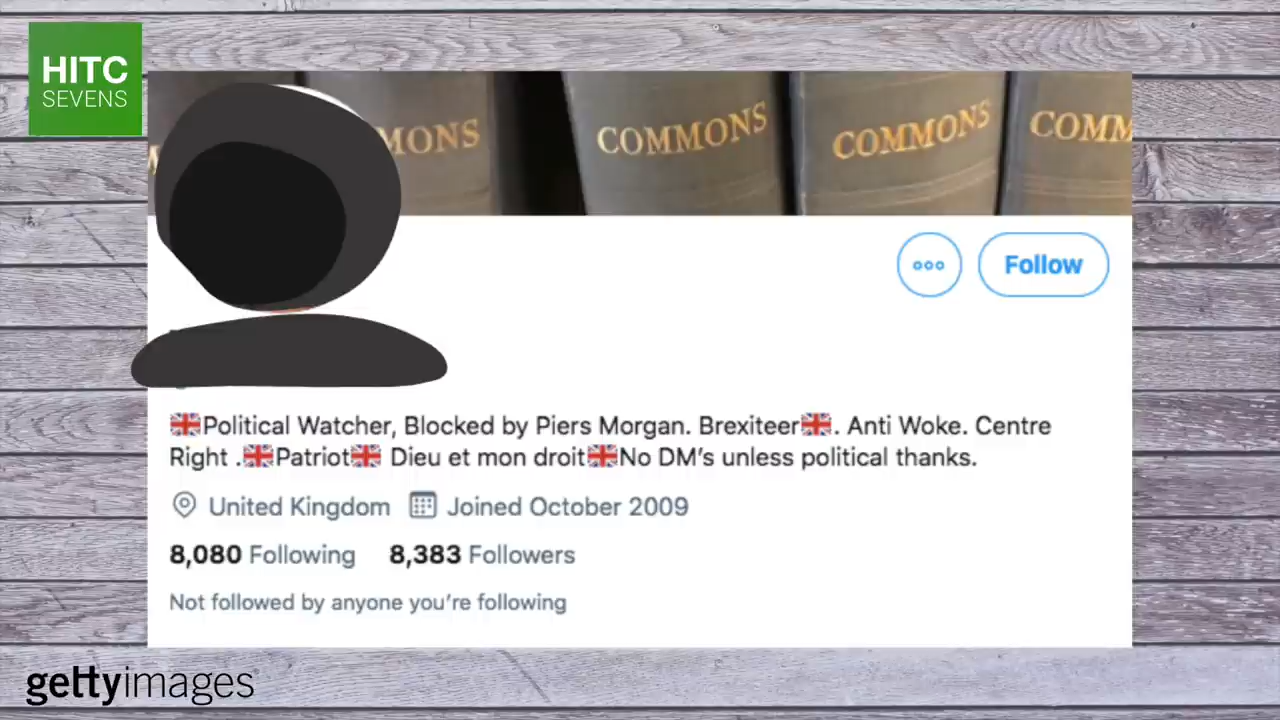 HITC
SEVENS
MONS
COMMONS
COMMONS
COMM
Follow
🇬🇧Political Watcher, Blocked by Piers Morgan. Brexiteer🇬🇧. Anti Woke. Centre
Right .🇬🇧Patriot🇬🇧 Dieu et mon droit🇬🇧No DM's unless political thanks.
United Kingdom Joined October 2009
8,080 Following 8,383 Followers
Not followed by anyone you're following
gettyimages